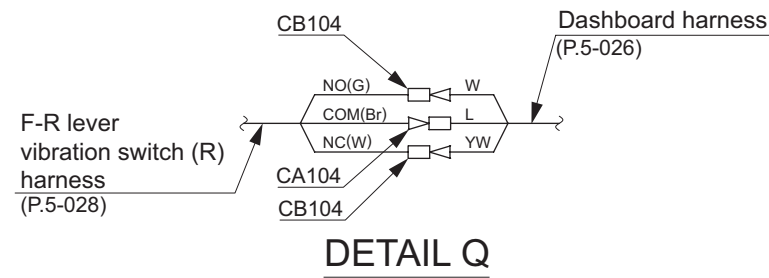 CB104
Dashboard harness
(P.5-026)
NO(G)
W
COM(Br)
L
NC(W)
YW
F-R lever
vibration switch (R)
harness
(P.5-028)
CA104
CB104
DETAIL Q